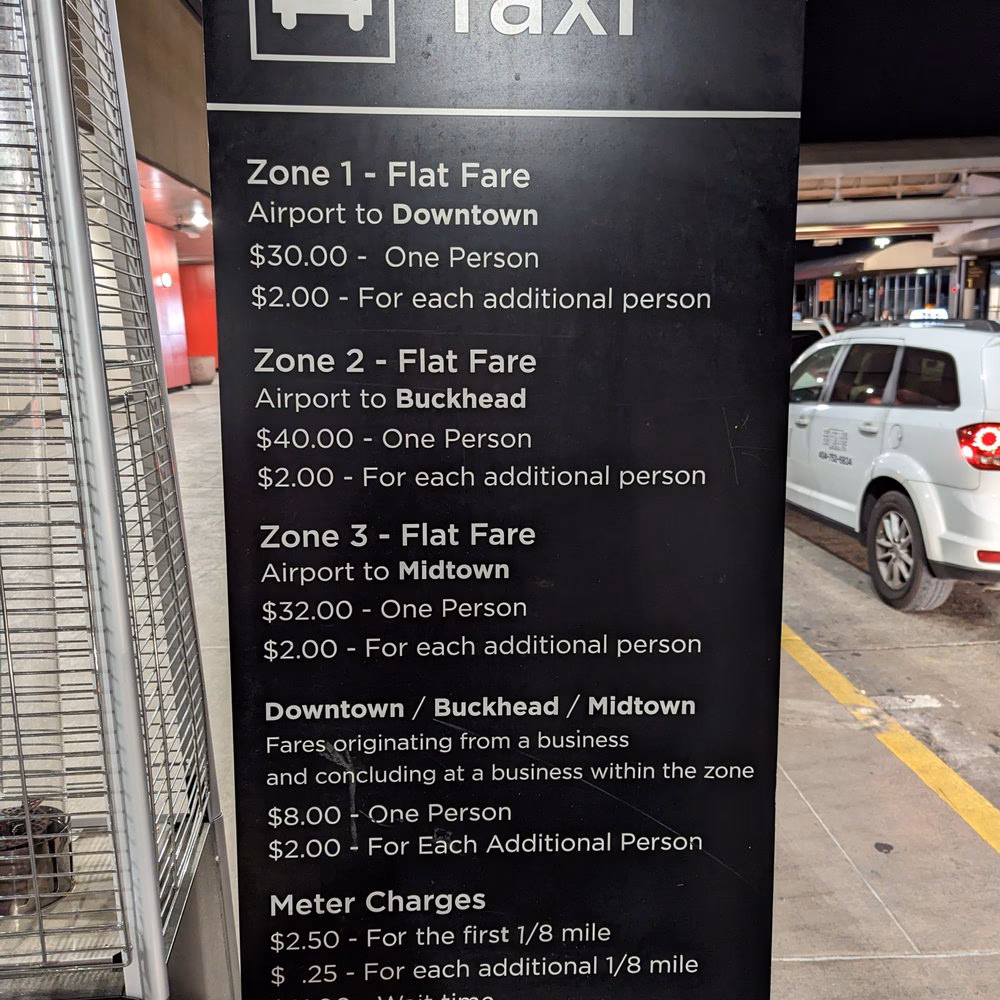 Taxi
Zone 1 - Flat Fare
Airport to Downtown
$30.00 - One Person
$2.00 - For each additional person
Zone 2 - Flat Fare
Airport to Buckhead
$40.00 - One Person
$2.00 - For each additional person
Zone 3 - Flat Fare
Airport to Midtown
$32.00 - One Person
$2.00 - For each additional person
Downtown / Buckhead / Midtown
Fares originating from a business
and concluding at a business within the zone
$8.00 - One Person
$2.00 - For Each Additional Person
Meter Charges
$2.50 - For the first 1/8 mile
$ .25 - For each additional 1/8 mile
- Wait time